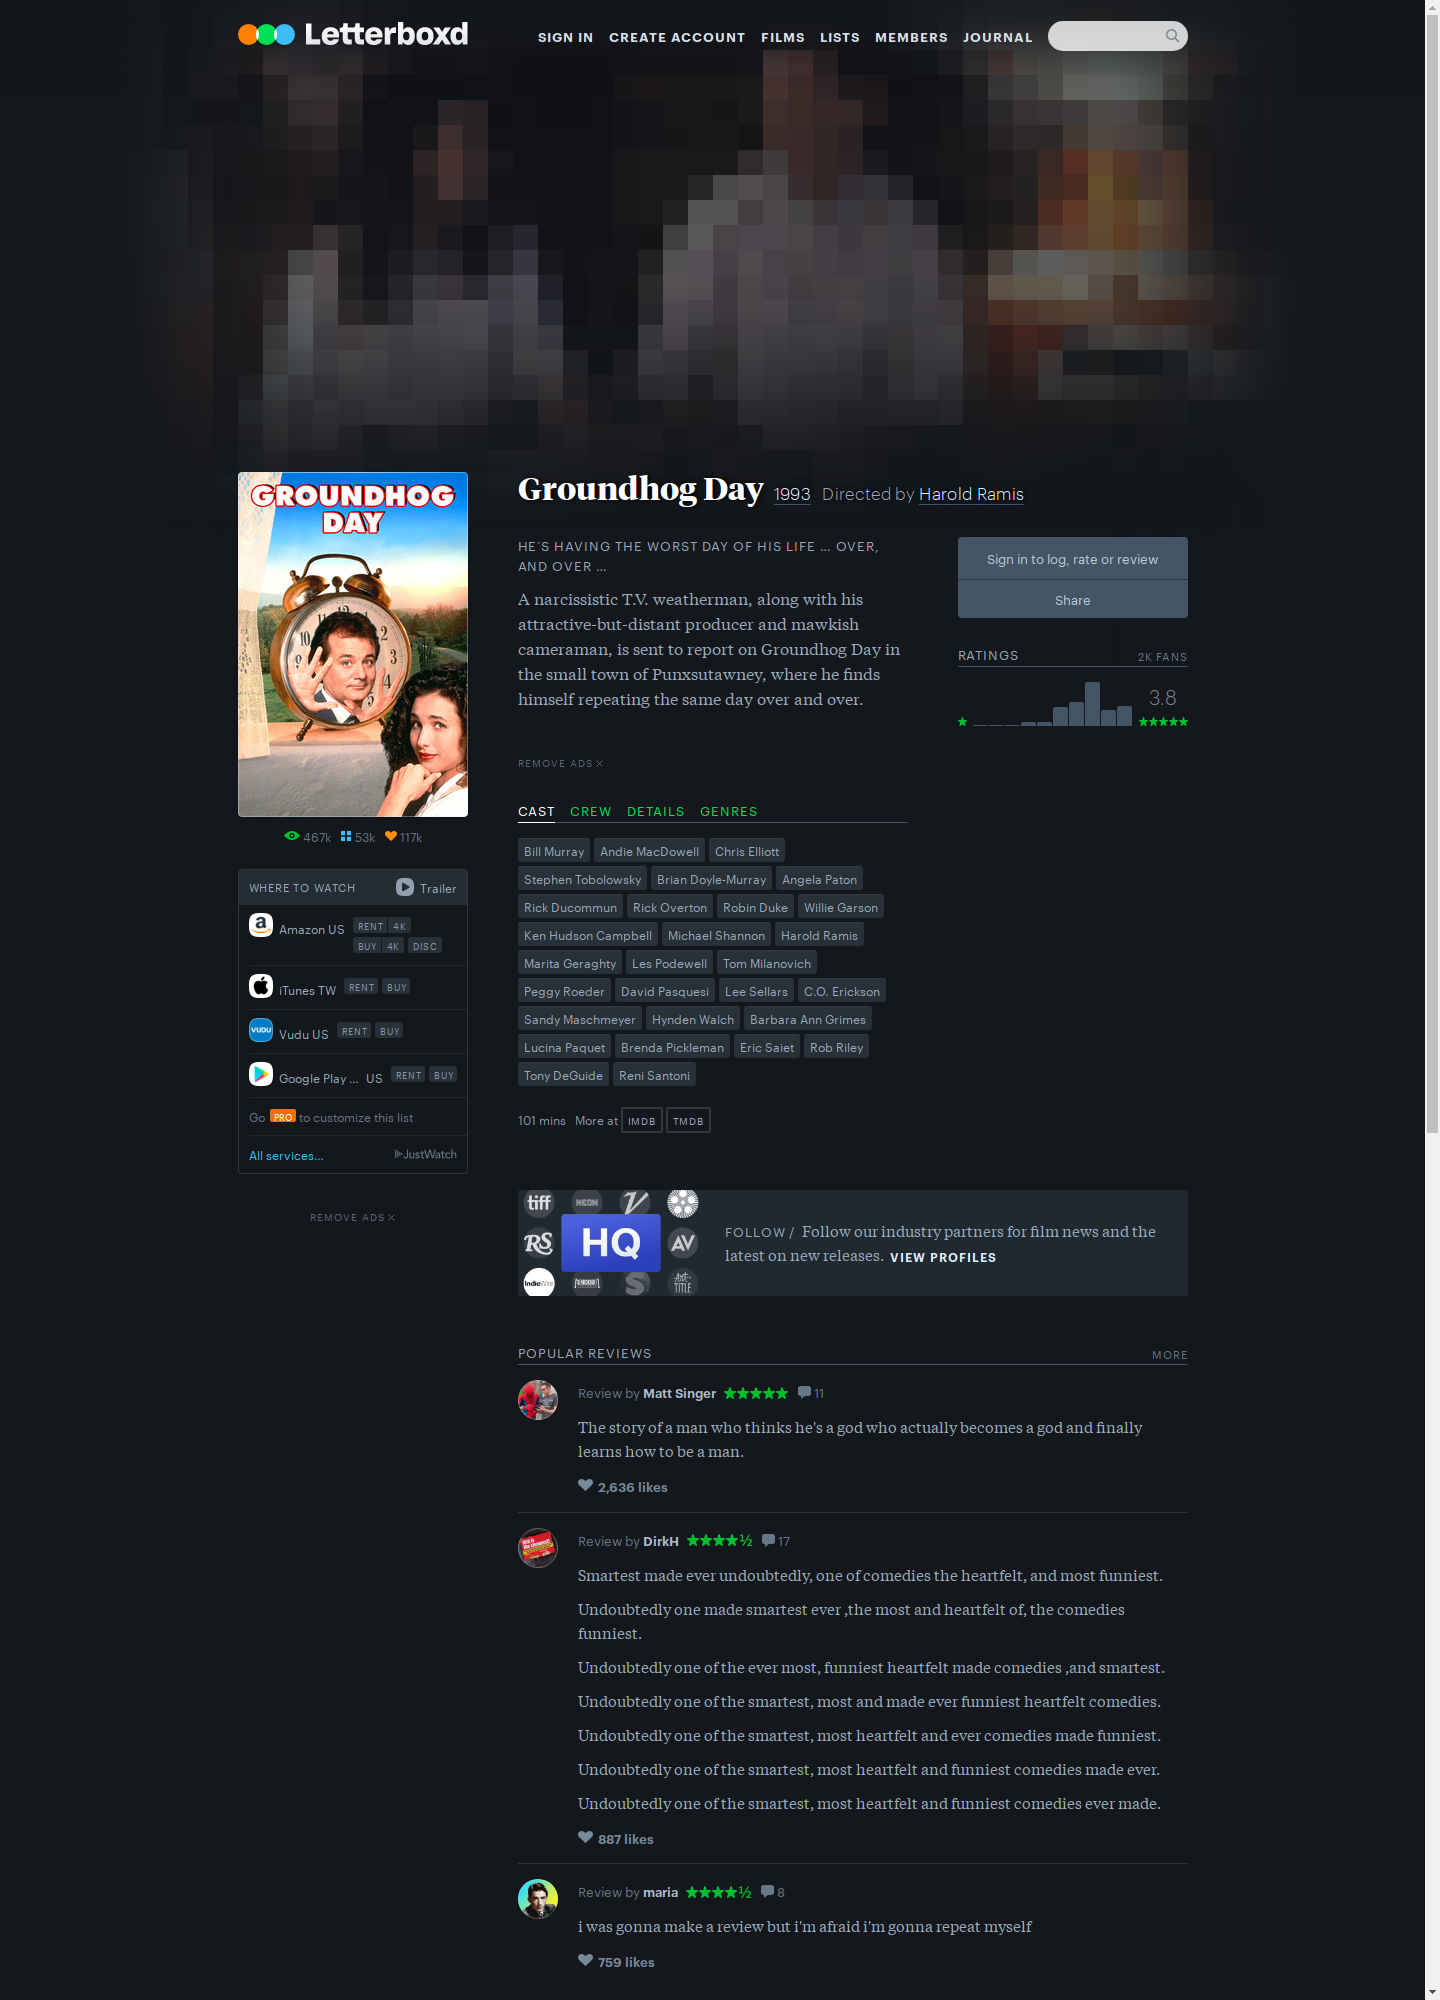 Letterboxd
SIGN IN CREATE ACCOUNT FILMS LISTS MEMBERS JOURNAL
GROUNDHOG
DAY
Groundhog Day 1993 Directed by Harold Ramis
HE'S HAVING THE WORST DAY OF HIS LIFE … OVER,
AND OVER …
A narcissistic T.V. weatherman, along with his
attractive-but-distant producer and mawkish
cameraman, is sent to report on Groundhog Day in
the small town of Punxsutawney, where he finds
himself repeating the same day over and over.
Sign in to log, rate or review
Share
RATINGS 2K FANS
3.8
★ ★★★★★
REMOVE ADS
CAST CREW DETAILS GENRES
Bill Murray Andie MacDowell Chris Elliott
Stephen Tobolowsky Brian Doyle-Murray Angela Paton
Rick Ducommun Rick Overton Robin Duke Willie Garson
Ken Hudson Campbell Michael Shannon Harold Ramis
Marita Geraghty Les Podewell Tom Milanovich
Peggy Roeder David Pasquesi Lee Sellars C.O. Erickson
Sandy Maschmeyer Hynden Walch Barbara Ann Grimes
Lucina Paquet Brenda Pickleman Eric Saiet Rob Riley
Tony DeGuide Reni Santoni
101 mins More at IMDB TMDB
467k 53k 117k
WHERE TO WATCH Trailer
Amazon US RENT 4K
BUY 4K DISC
iTunes TW RENT BUY
VUDU Vudu US RENT BUY
Google Play … US RENT BUY
Go PRO to customize this list
All services… JustWatch
REMOVE ADS
tiff NEON
RS HQ AV
IndieWire Art of the TITLE
FOLLOW / Follow our industry partners for film news and the
latest on new releases. VIEW PROFILES
POPULAR REVIEWS MORE
Review by Matt Singer ★★★★★ 11
The story of a man who thinks he's a god who actually becomes a god and finally
learns how to be a man.
2,636 likes
Review by DirkH ★★★★½ 17
Smartest made ever undoubtedly, one of comedies the heartfelt, and most funniest.
Undoubtedly one made smartest ever ,the most and heartfelt of, the comedies
funniest.
Undoubtedly one of the ever most, funniest heartfelt made comedies ,and smartest.
Undoubtedly one of the smartest, most and made ever funniest heartfelt comedies.
Undoubtedly one of the smartest, most heartfelt and ever comedies made funniest.
Undoubtedly one of the smartest, most heartfelt and funniest comedies made ever.
Undoubtedly one of the smartest, most heartfelt and funniest comedies ever made.
887 likes
Review by maria ★★★★½ 8
i was gonna make a review but i'm afraid i'm gonna repeat myself
759 likes